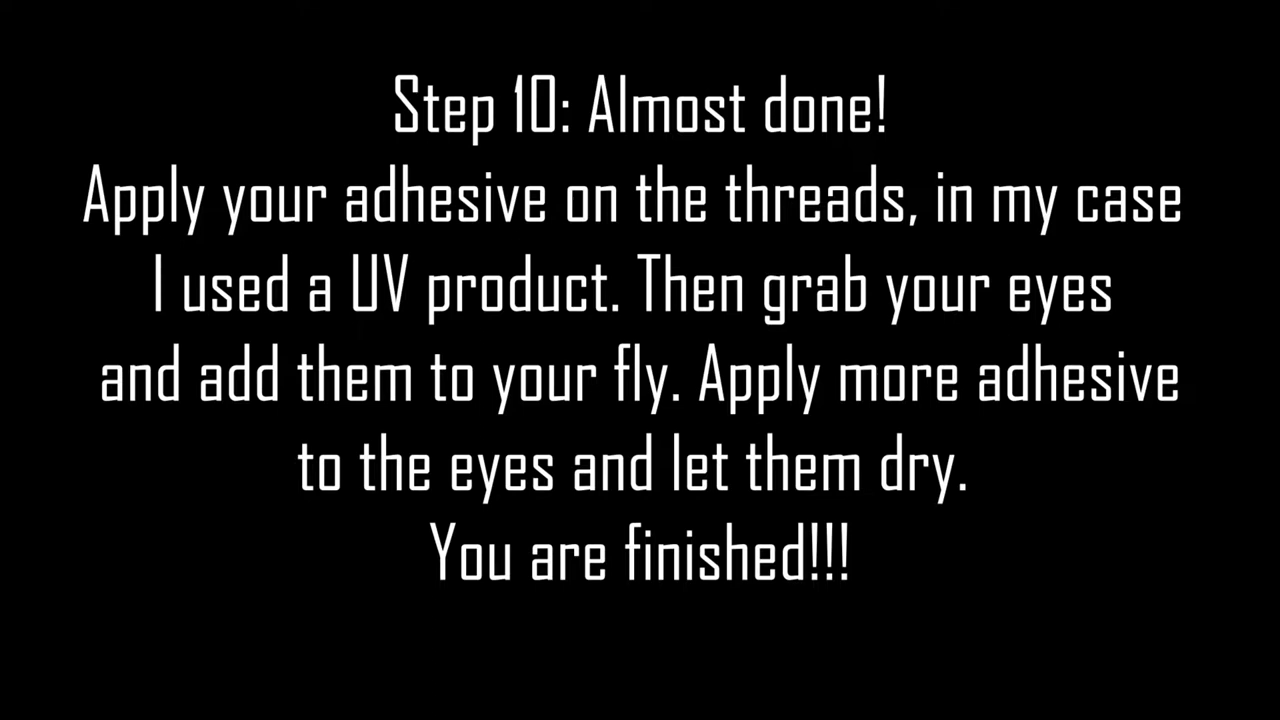 Step 10: Almost done!
Apply your adhesive on the threads, in my case
I used a UV product. Then grab your eyes
and add them to your fly. Apply more adhesive
to the eyes and let them dry.
You are finished!!!